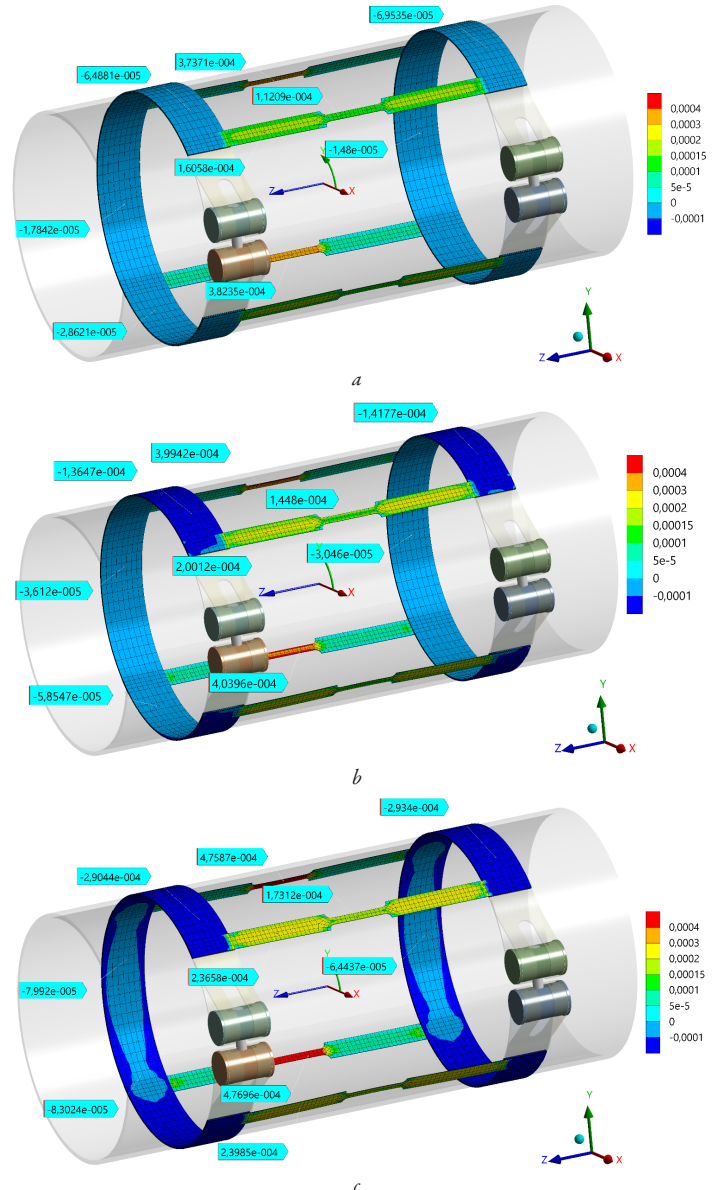 -6,9535e-005
3,7371e-004
-6,4881e-005
1,1209e-004
0,0004
0,0003
0,0002
0,00015
0,0001
5e-5
0
-0,0001
-1,48e-005
1,6058e-004
Y
Z
X
-1,7842e-005
3,8235e-004
-2,8621e-005
Y
Z
X
a
-1,4177e-004
3,9942e-004
-1,3647e-004
1,448e-004
0,0004
0,0003
0,0002
0,00015
0,0001
5e-5
0
-0,0001
-3,046e-005
2,0012e-004
Z
X
-3,612e-005
4,0396e-004
-5,8547e-005
Y
Z
X
b
-2,934e-004
4,7587e-004
-2,9044e-004
1,7312e-004
0,0004
0,0003
0,0002
0,00015
0,0001
5e-5
0
-0,0001
-6,4437e-005
2,3658e-004
Y
Z
X
-7,992e-005
4,7696e-004
-8,3024e-005
2,3985e-004
Y
Z
X